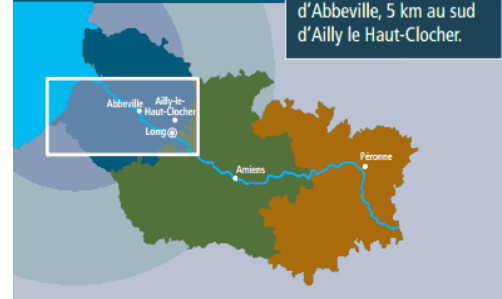 d'Abbeville, 5 km au sud
d'Ailly le Haut-Clocher.
Abbeville
Ailly-le-
Haut-Clocher
Long
Amiens
Péronne